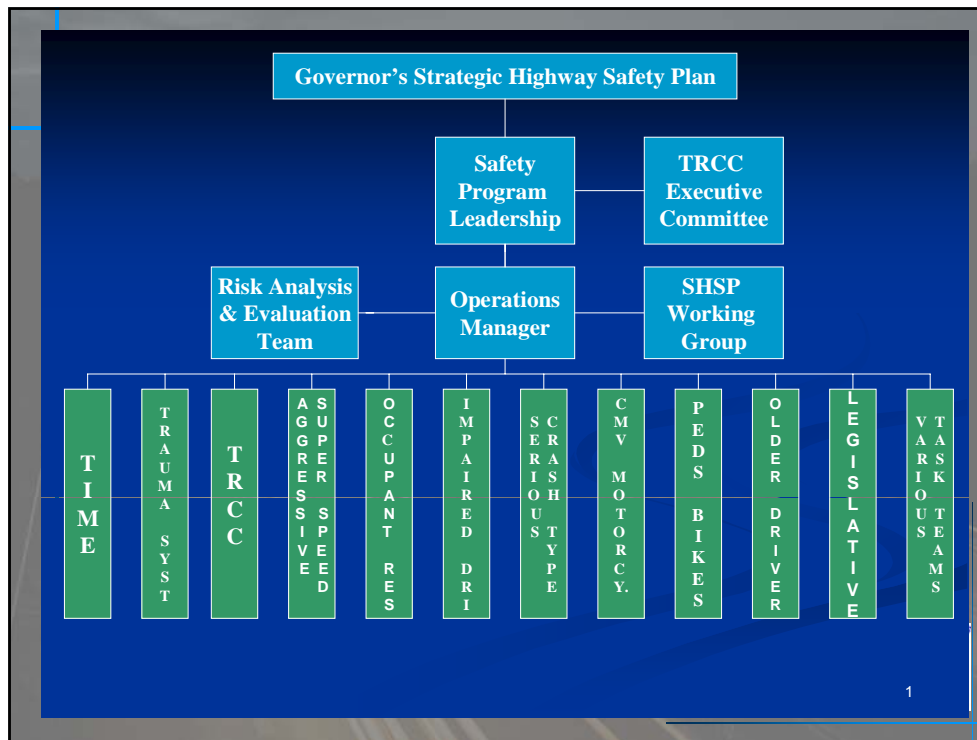 Governor’s Strategic Highway Safety Plan
Safety
Program
Leadership
TRCC
Executive
Committee
Risk Analysis
& Evaluation
Team
Operations
Manager
SHSP
Working
Group
TIME
TRAUMA SYST
TRCC
AGGRESSIVE
SUPER SPEED
OCCUPANT RES
IMPAIRED DRI
SERIOUS
CRASH TYPE
CMV MOTORCY.
PEDS BIKES
OLDER DRIVER
LEGISLATIVE
VARIOUS
TASK TEAMS
1